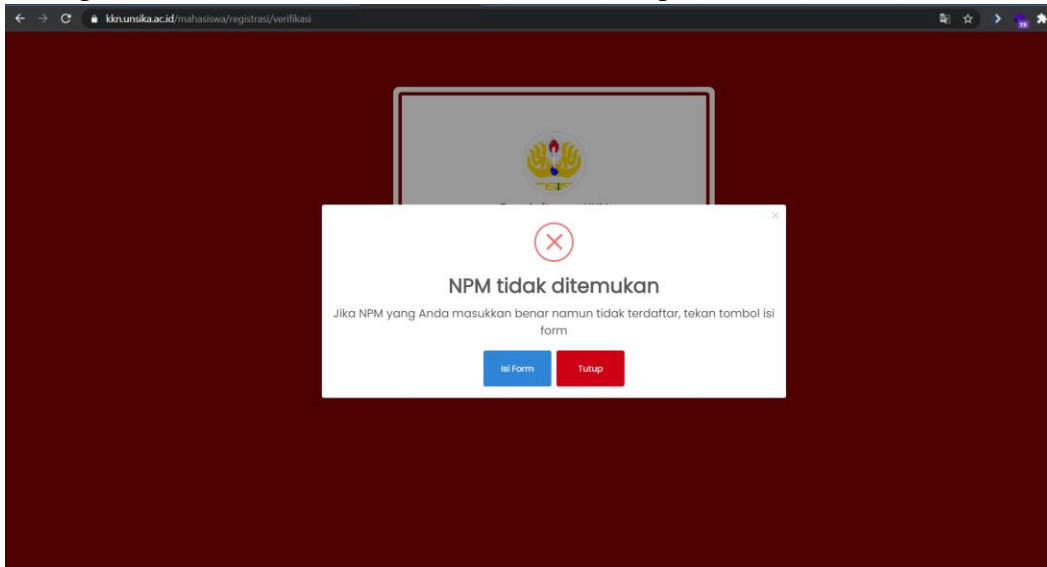 kkn.unsika.ac.id/mahasiswa/registrasi/verifikasi
19
NPM tidak ditemukan
Jika NPM yang Anda masukkan benar namun tidak terdaftar, tekan tombol isi
form
Isi Form
Tutup